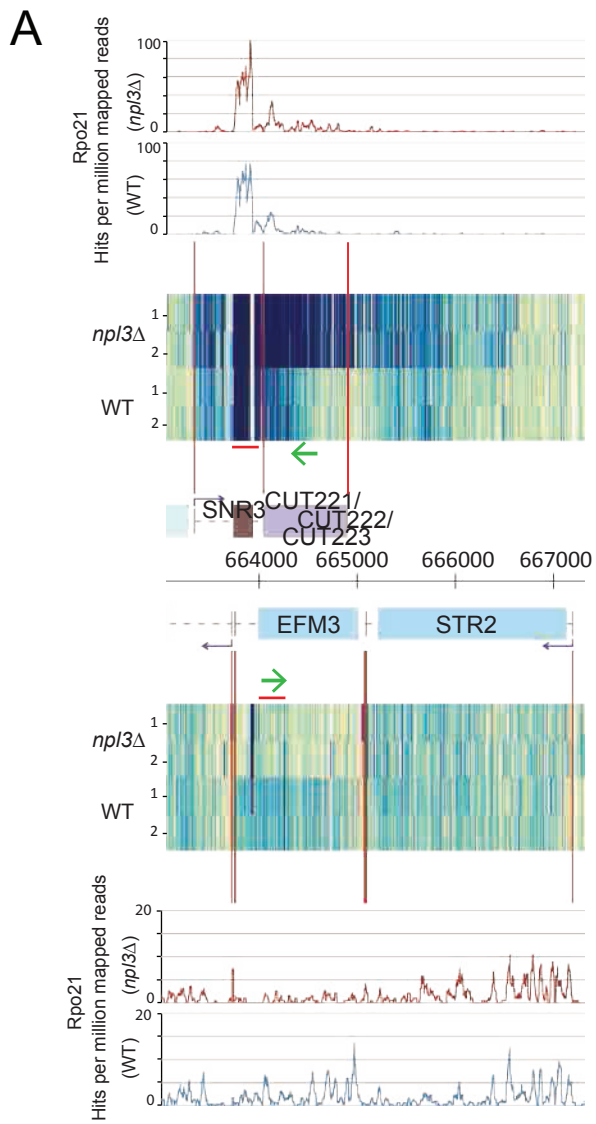 A
Rpo21
Hits per million mapped reads
(npl3Δ)
(WT)
100
0
100
0
npl3Δ
1
2
WT
1
2
SNR3
CUT221/
CUT222/
CUT223
664000 665000 666000 667000
EFM3 STR2
npl3Δ
1
2
WT
1
2
Rpo21
Hits per million mapped reads
(npl3Δ)
(WT)
20
0
20
0